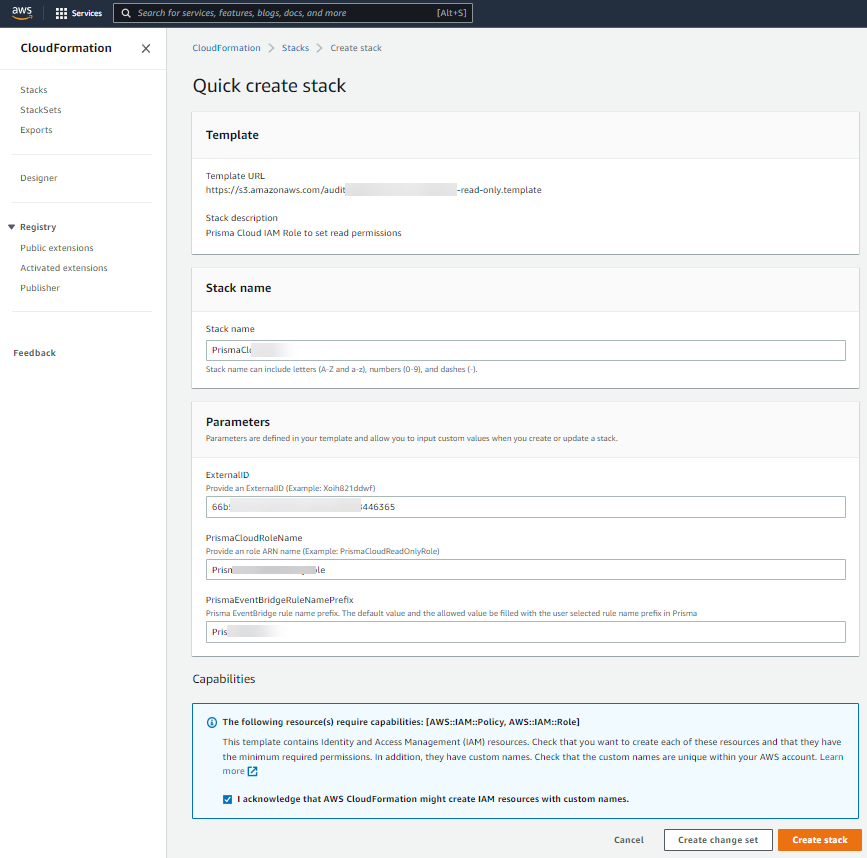 aws
Services
Search for services, features, blogs, docs, and more
[Alt+S]
CloudFormation
Stacks
StackSets
Exports
Designer
Registry
Public extensions
Activated extensions
Publisher
Feedback
CloudFormation > Stacks > Create stack
Quick create stack
Template
Template URL
https://s3.amazonaws.com/audit -read-only.template
Stack description
Prisma Cloud IAM Role to set read permissions
Stack name
Stack name
Stack name can include letters (A-Z and a-z), numbers (0-9), and dashes (-).
Parameters
Parameters are defined in your template and allow you to input custom values when you create or update a stack.
ExternalID
Provide an ExternalID (Example: Xoih821ddwf)
446365
PrismaCloudRoleName
Provide an role ARN name (Example: PrismaCloudReadOnlyRole)
PrismaEventBridgeRuleNamePrefix
Prisma EventBridge rule name prefix. The default value and the allowed value be filled with the user selected rule name prefix in Prisma
Capabilities
The following resource(s) require capabilities: [AWS::IAM::Policy, AWS::IAM::Role]
This template contains Identity and Access Management (IAM) resources. Check that you want to create each of these resources and that they have
the minimum required permissions. In addition, they have custom names. Check that the custom names are unique within your AWS account. Learn
more
I acknowledge that AWS CloudFormation might create IAM resources with custom names.
Cancel
Create change set
Create stack